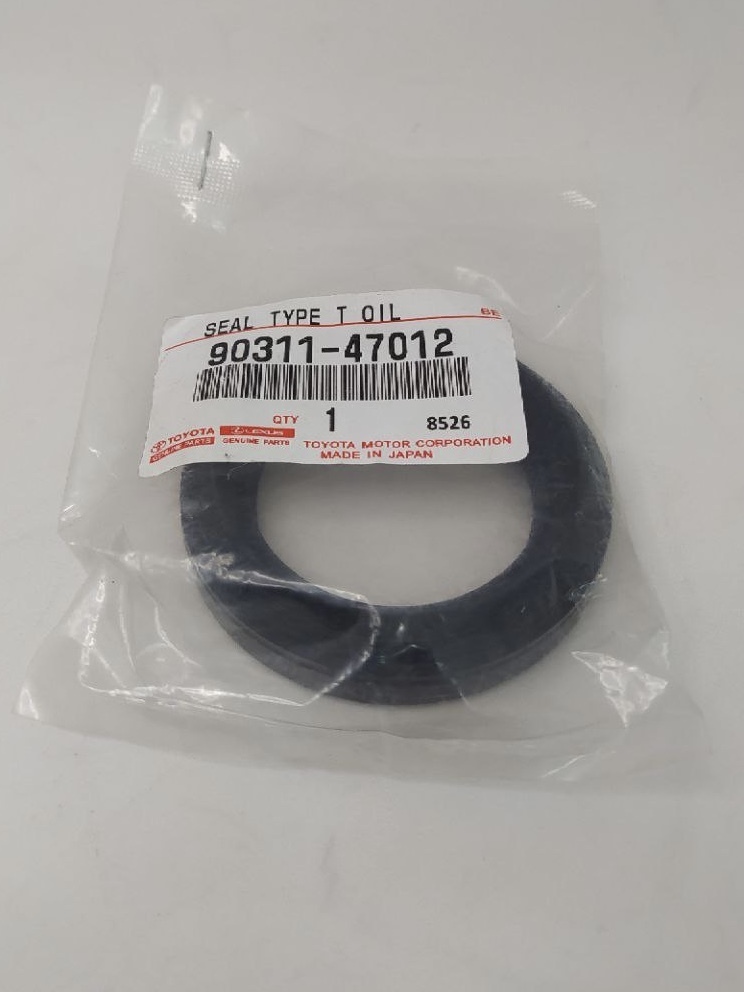 SEAL TYPE T OIL
BE
90311-47012
QTY 1 8526
TOYOTA LEXUS
GENUINE PARTS GENUINE PARTS TOYOTA MOTOR CORPORATION
MADE IN JAPAN